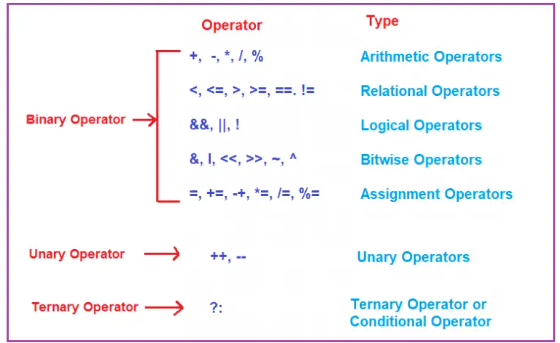 Operator Type
+, -, *, /, % Arithmetic Operators
<, <=, >, >=, ==. != Relational Operators
Binary Operator &&, ||, ! Logical Operators
&, |, <<, >>, ~, ^ Bitwise Operators
=, +=, -+, *=, /=, %= Assignment Operators
Unary Operator ++, -- Unary Operators
Ternary Operator ?: Ternary Operator or
Conditional Operator